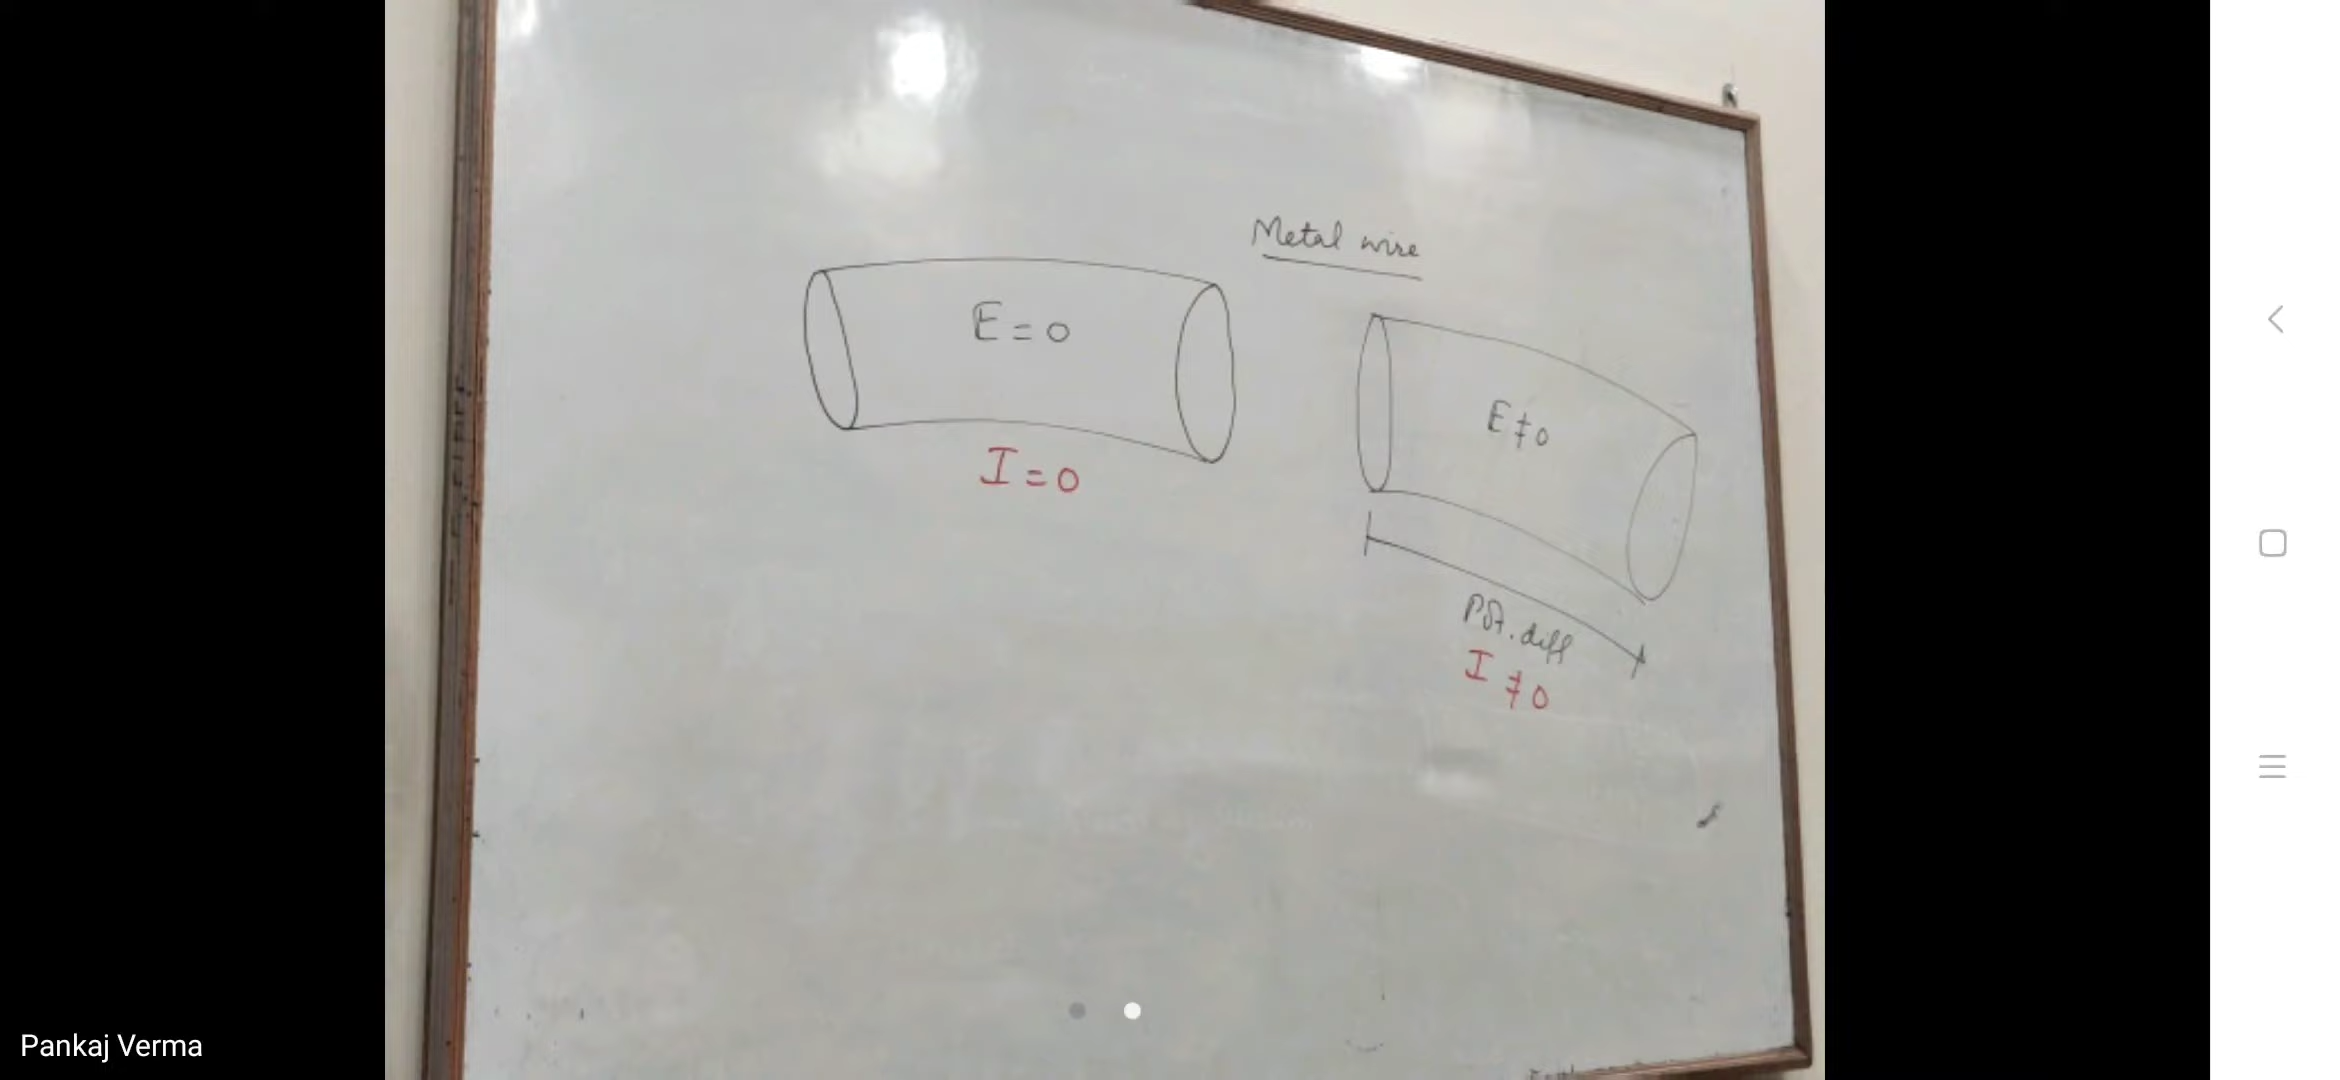 Metal wire
E = 0
I = 0
E ≠ 0
Pot. diff
I ≠ 0
Pankaj Verma